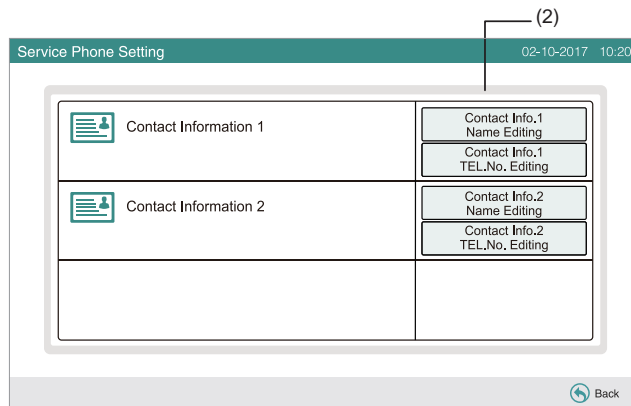 (2)
Service Phone Setting 02-10-2017 10:20
Contact Information 1
Contact Info.1
Name Editing
Contact Info.1
TEL.No. Editing
Contact Information 2
Contact Info.2
Name Editing
Contact Info.2
TEL.No. Editing
Back